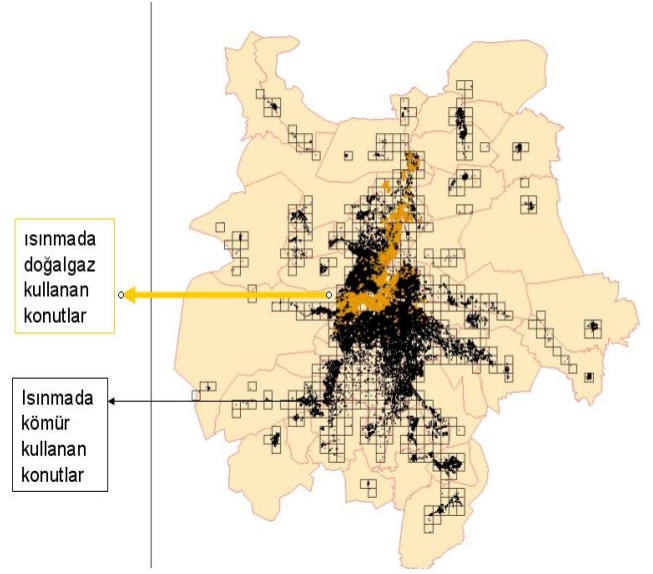 ısınmada
doğalgaz
kullanan
konutlar
Isınmada
kömür
kullanan
konutlar